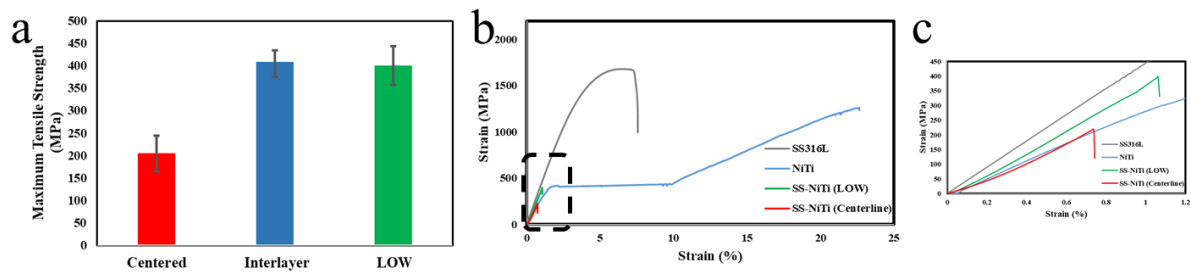 a
Maximum Tensile Strength
(MPa)
500
450
400
350
300
250
200
150
100
50
0
Centered
Interlayer
LOW
b
Strain (MPa)
2000
1500
1000
500
0
0
5
10
15
20
25
Strain (%)
SS316L
NiTi
SS-NiTi (LOW)
SS-NiTi (Centerline)
c
Strain (MPa)
450
400
350
300
250
200
150
100
50
0
0
0.2
0.4
0.6
0.8
1
1.2
Strain (%)
SS316L
NiTi
SS-NiTi (LOW)
SS-NiTi (Centerline)